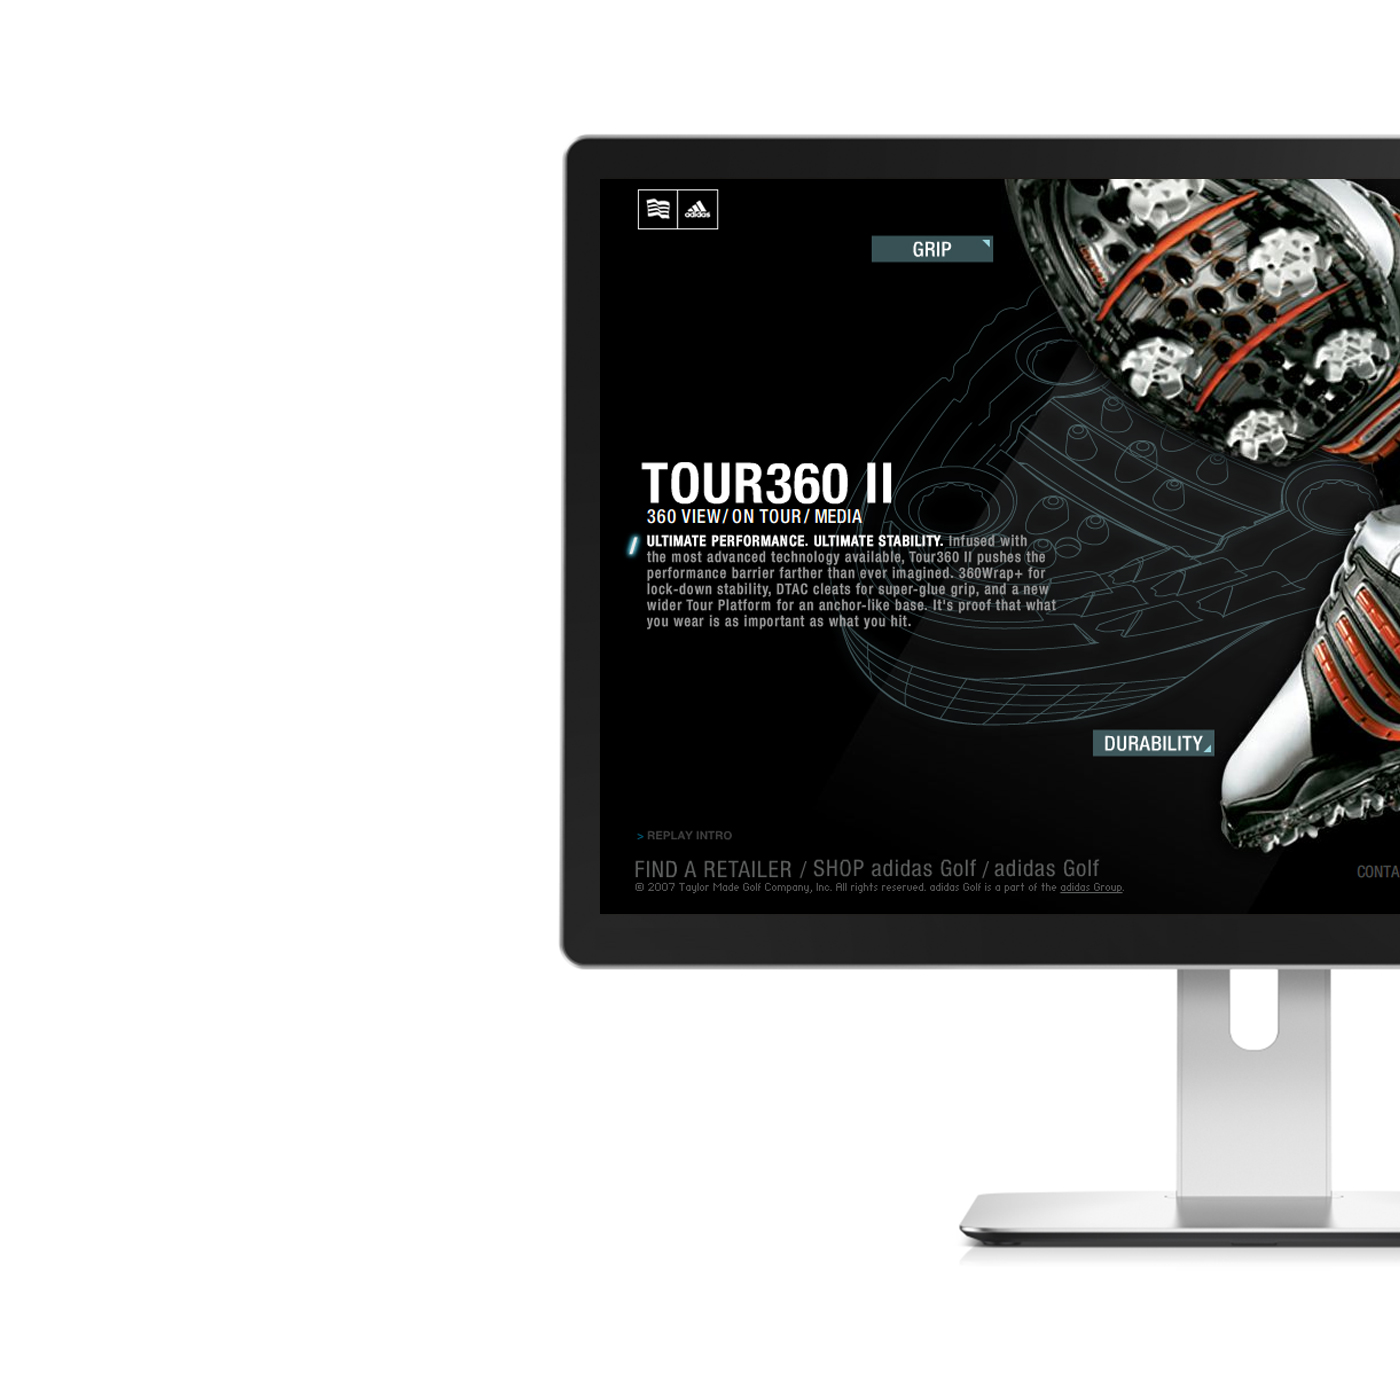 adidas
GRIP
TOUR360 II
360 VIEW / ON TOUR / MEDIA
ULTIMATE PERFORMANCE. ULTIMATE STABILITY. Infused with
the most advanced technology available, Tour360 II pushes the
performance barrier farther than ever imagined. 360Wrap+ for
lock-down stability, DTAC cleats for super-glue grip, and a new
wider Tour Platform for an anchor-like base. It's proof that what
you wear is as important as what you hit.
DURABILITY
> REPLAY INTRO
FIND A RETAILER / SHOP adidas Golf / adidas Golf
CONTA
© 2007 Taylor Made Golf Company, Inc. All rights reserved. adidas Golf is a part of the adidas Group.